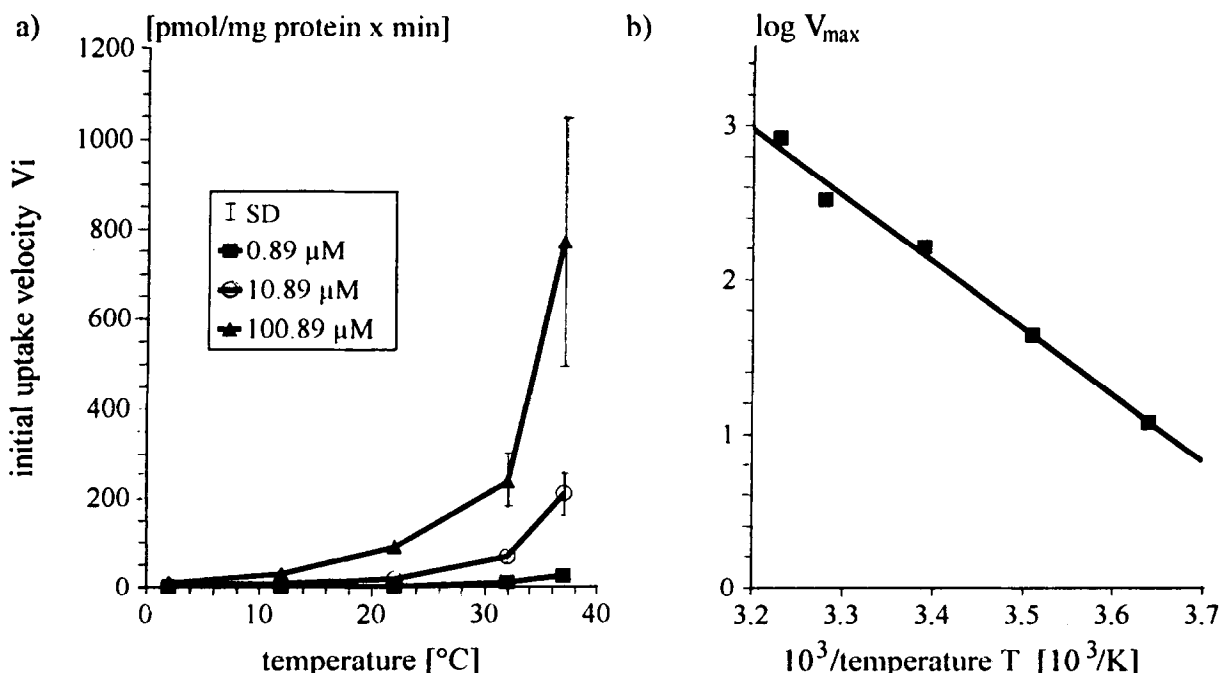 a)
[pmol/mg protein x min]
1200
1000
800
600
400
200
0
initial uptake velocity Vi
SD
0.89 µM
10.89 µM
100.89 µM
0
10
20
30
40
temperature [°C]
b)
log Vmax
3
2
1
0
3.2
3.3
3.4
3.5
3.6
3.7
10³/temperature T [10³/K]